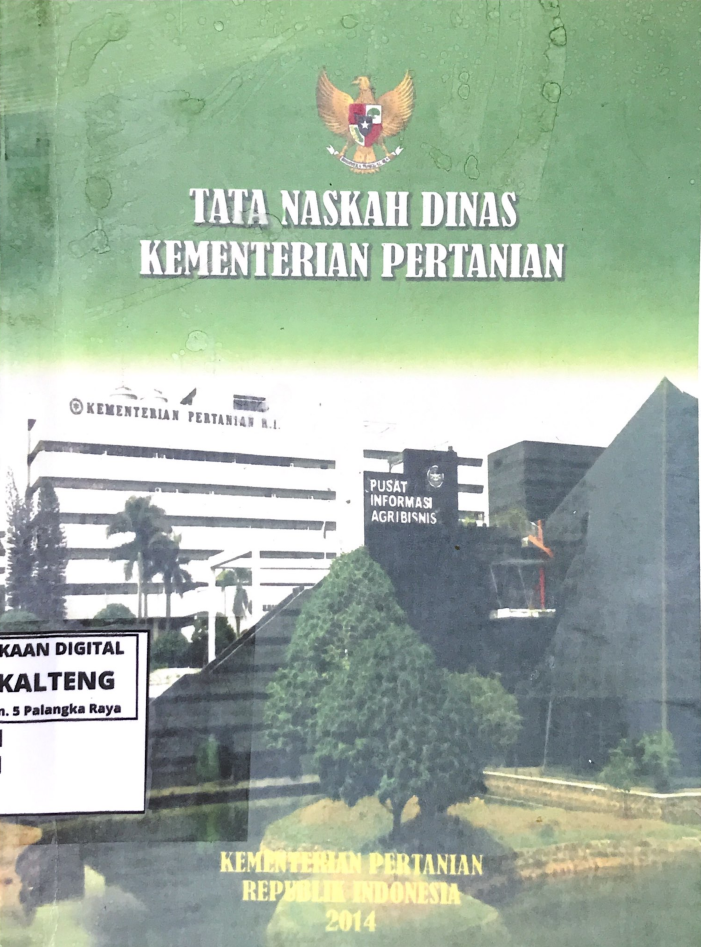 TATA NASKAH DINAS
KEMENTERIAN PERTANIAN
KEMENTERIAN PERTANIAN R.I.
PUSAT
INFORMASI
AGRIBISNIS
KAAN DIGITAL
KALTENG
m. 5 Palangka Raya
KEMENTERIAN PERTANIAN
REPUBLIK INDONESIA
2014